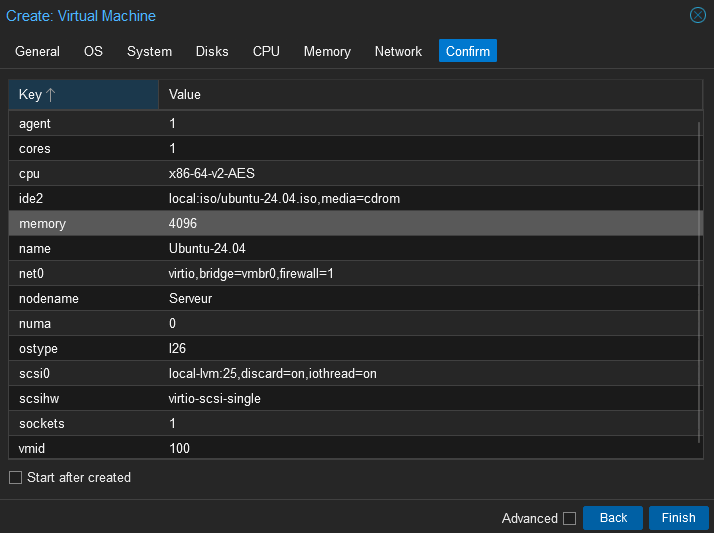 Create: Virtual Machine
General OS System Disks CPU Memory Network Confirm
Key Value
agent 1
cores 1
cpu x86-64-v2-AES
ide2 local:iso/ubuntu-24.04.iso,media=cdrom
memory 4096
name Ubuntu-24.04
net0 virtio,bridge=vmbr0,firewall=1
nodename Serveur
numa 0
ostype l26
scsi0 local-lvm:25,discard=on,iothread=on
scsihw virtio-scsi-single
sockets 1
vmid 100
Start after created
Advanced Back Finish